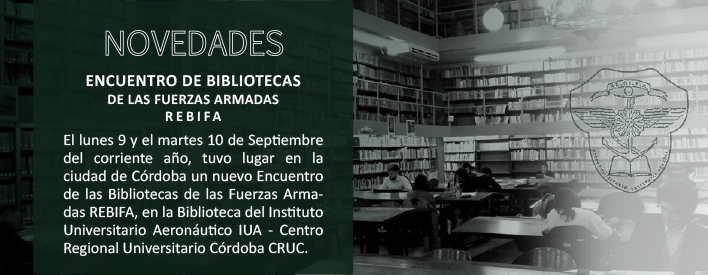 NOVEDADES
ENCUENTRO DE BIBLIOTECAS
DE LAS FUERZAS ARMADAS
REBIFA
El lunes 9 y el martes 10 de Septiembre
del corriente año, tuvo lugar en la
ciudad de Córdoba un nuevo Encuentro
de las Bibliotecas de las Fuerzas Arma-
das REBIFA, en la Biblioteca del Instituto
Universitario Aeronáutico IUA - Centro
Regional Universitario Córdoba CRUC.